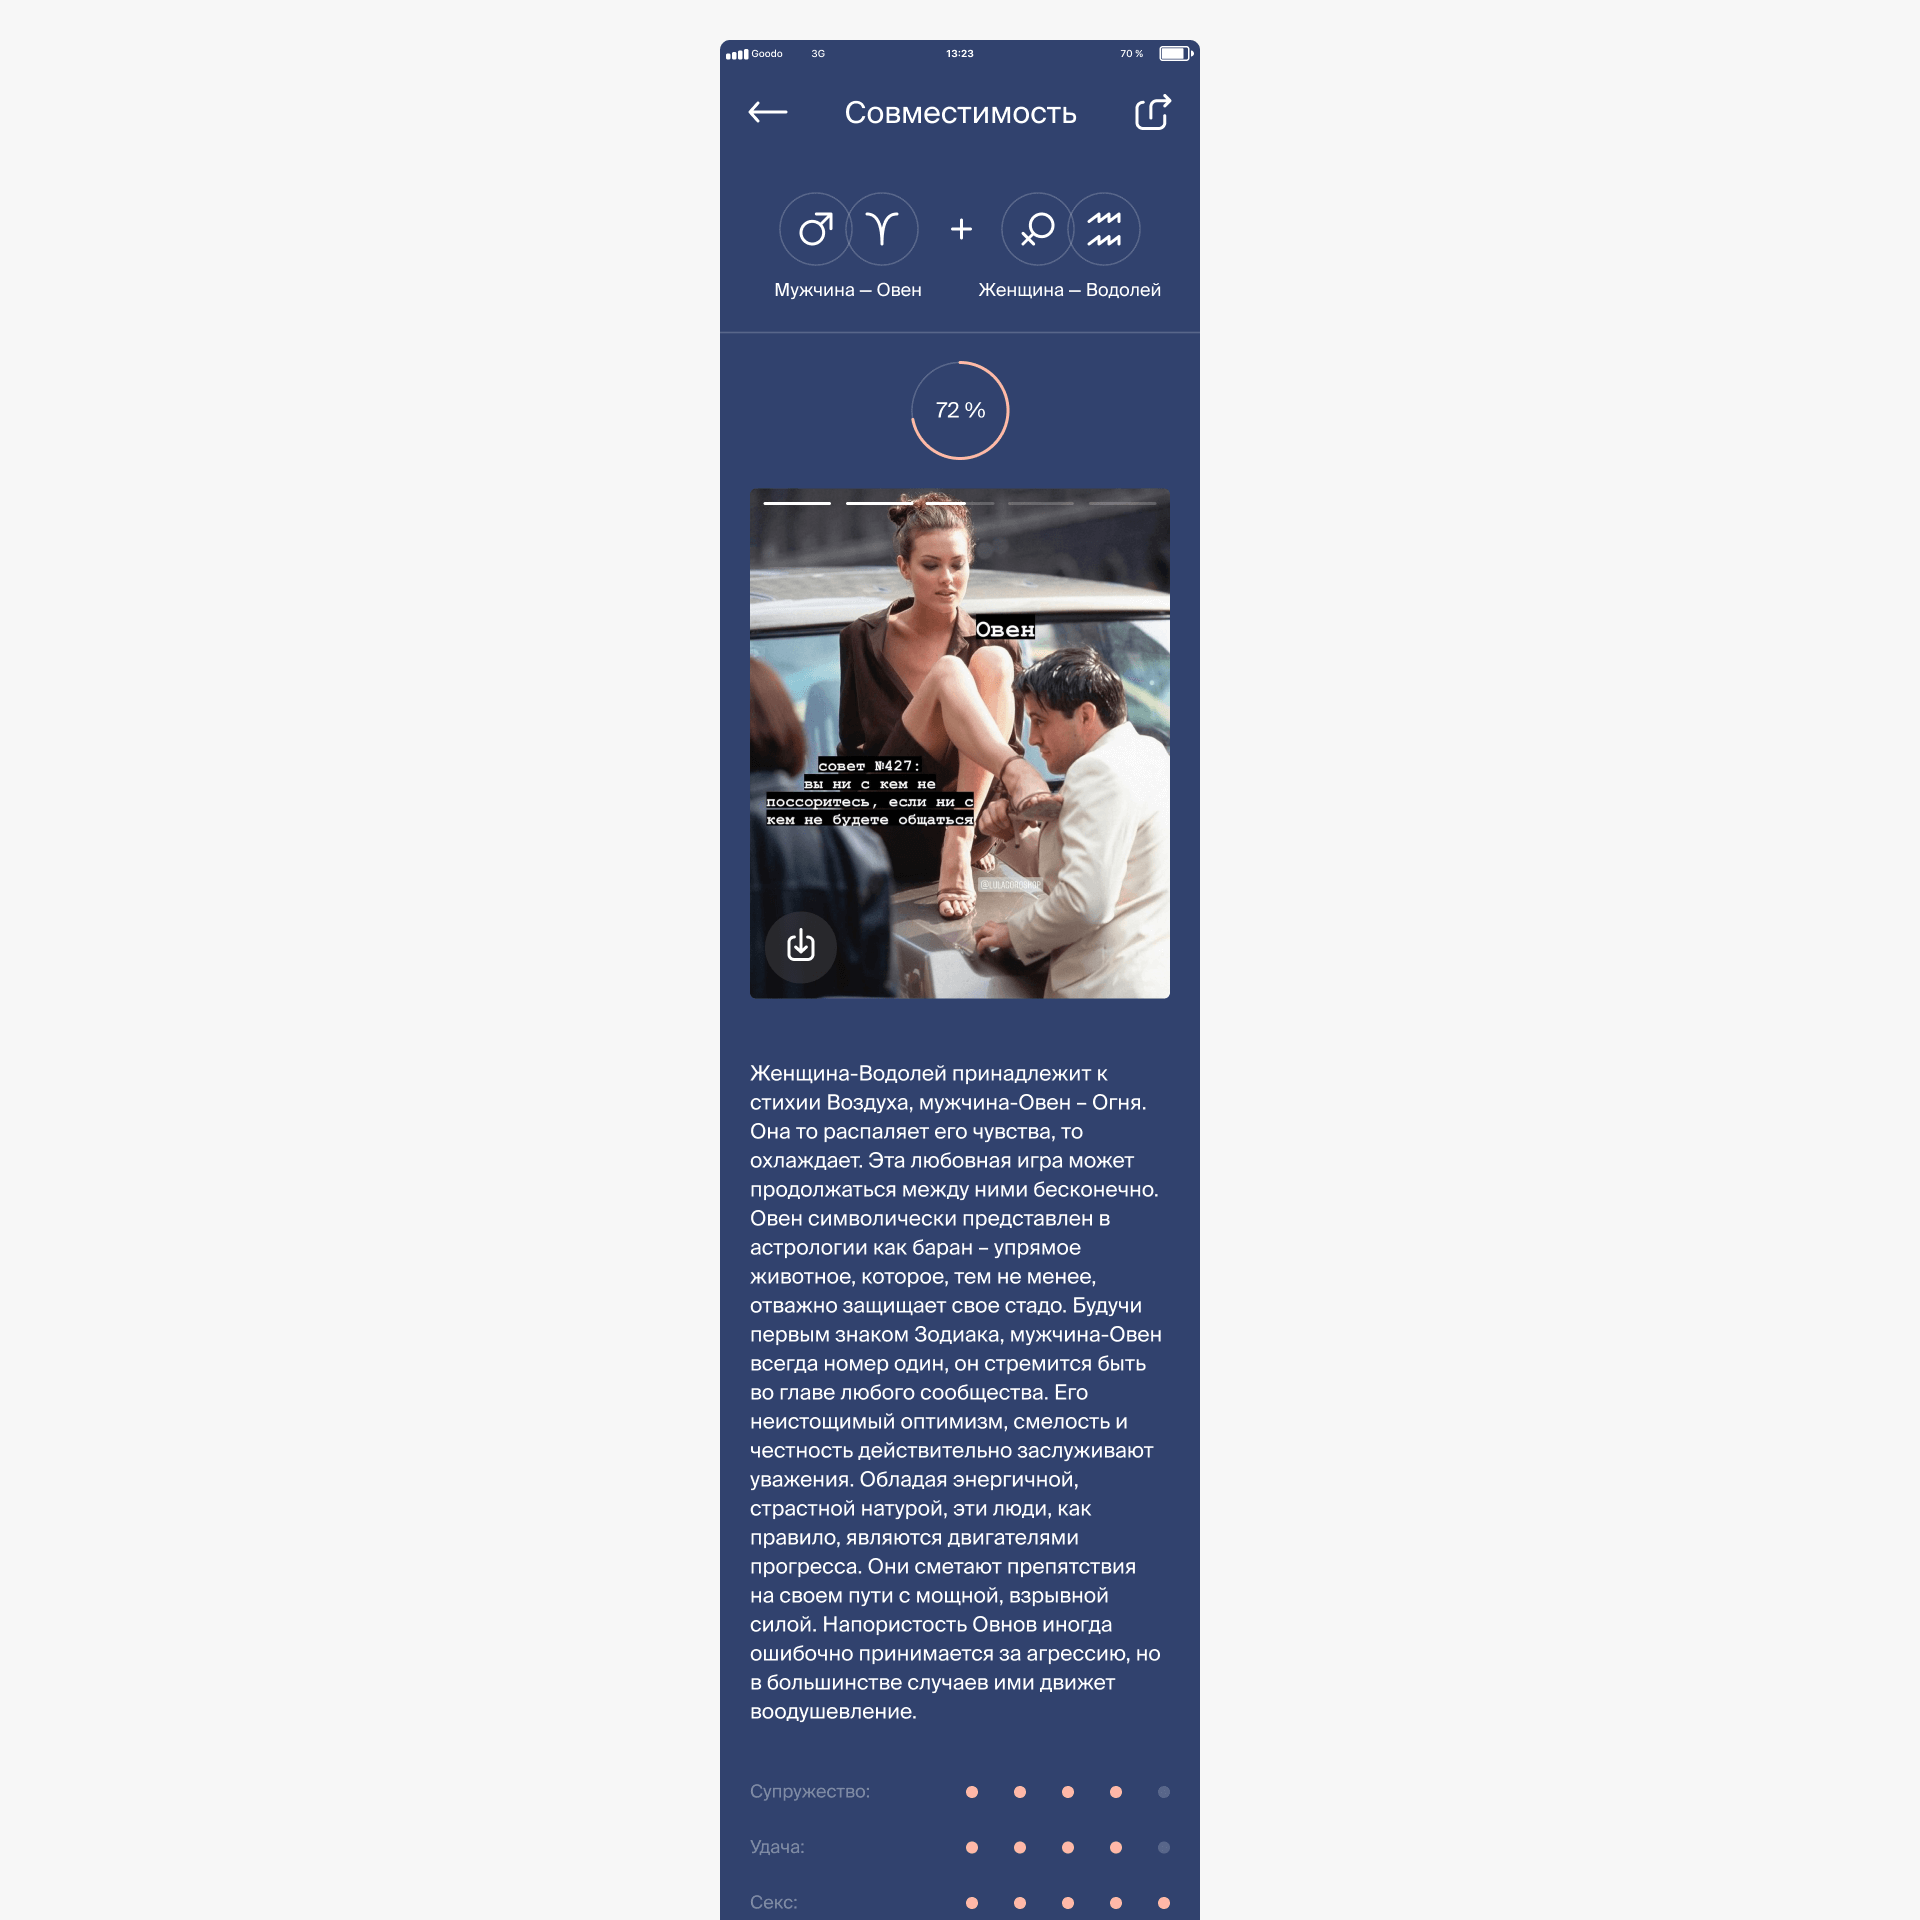 Goodo 3G 13:23 70 %
Совместимость
Мужчина – Овен
Женщина – Водолей
72 %
Овен
совет №427:
вы ни с кем не
поссоритесь, если ни с
кем не будете общаться
Женщина-Водолей принадлежит к
стихии Воздуха, мужчина-Овен – Огня.
Она то распаляет его чувства, то
охлаждает. Эта любовная игра может
продолжаться между ними бесконечно.
Овен символически представлен в
астрологии как баран – упрямое
животное, которое, тем не менее,
отважно защищает свое стадо. Будучи
первым знаком Зодиака, мужчина-Овен
всегда номер один, он стремится быть
во главе любого сообщества. Его
неистощимый оптимизм, смелость и
честность действительно заслуживают
уважения. Обладая энергичной,
страстной натурой, эти люди, как
правило, являются двигателями
прогресса. Они сметают препятствия
на своем пути с мощной, взрывной
силой. Напористость Овнов иногда
ошибочно принимается за агрессию, но
в большинстве случаев ими движет
воодушевление.
Супружество:
Удача:
Секс: